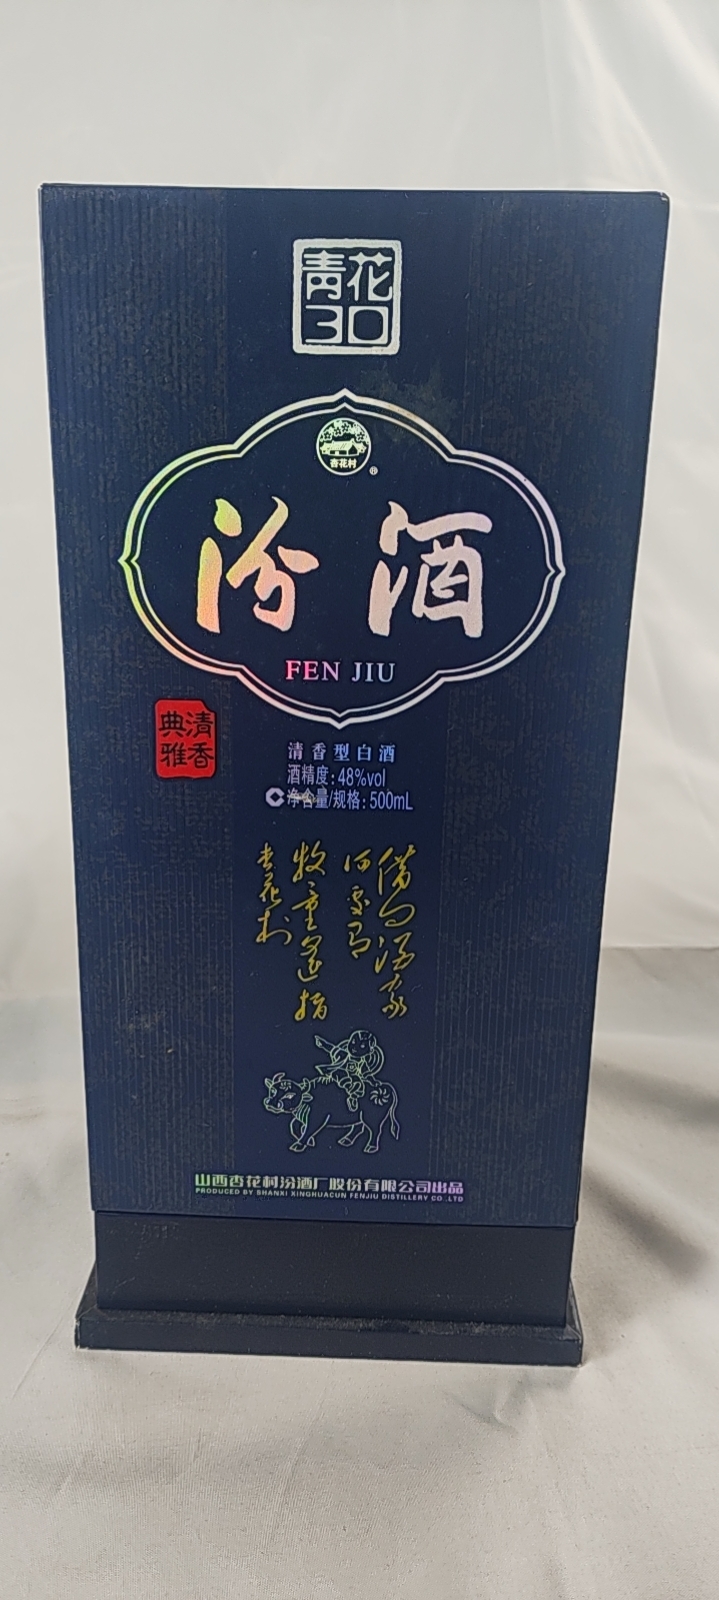 青花
30
杏花村
®
汾酒
FEN JIU
清香
典雅
清香型白酒
酒精度:48%vol
C净含量/规格:500mL
借问酒家
何处有
牧童遥指
杏花村
山西杏花村汾酒厂股份有限公司出品
PRODUCED BY SHANXI XINGHUACUN FENJIU DISTILLERY CO.,LTD